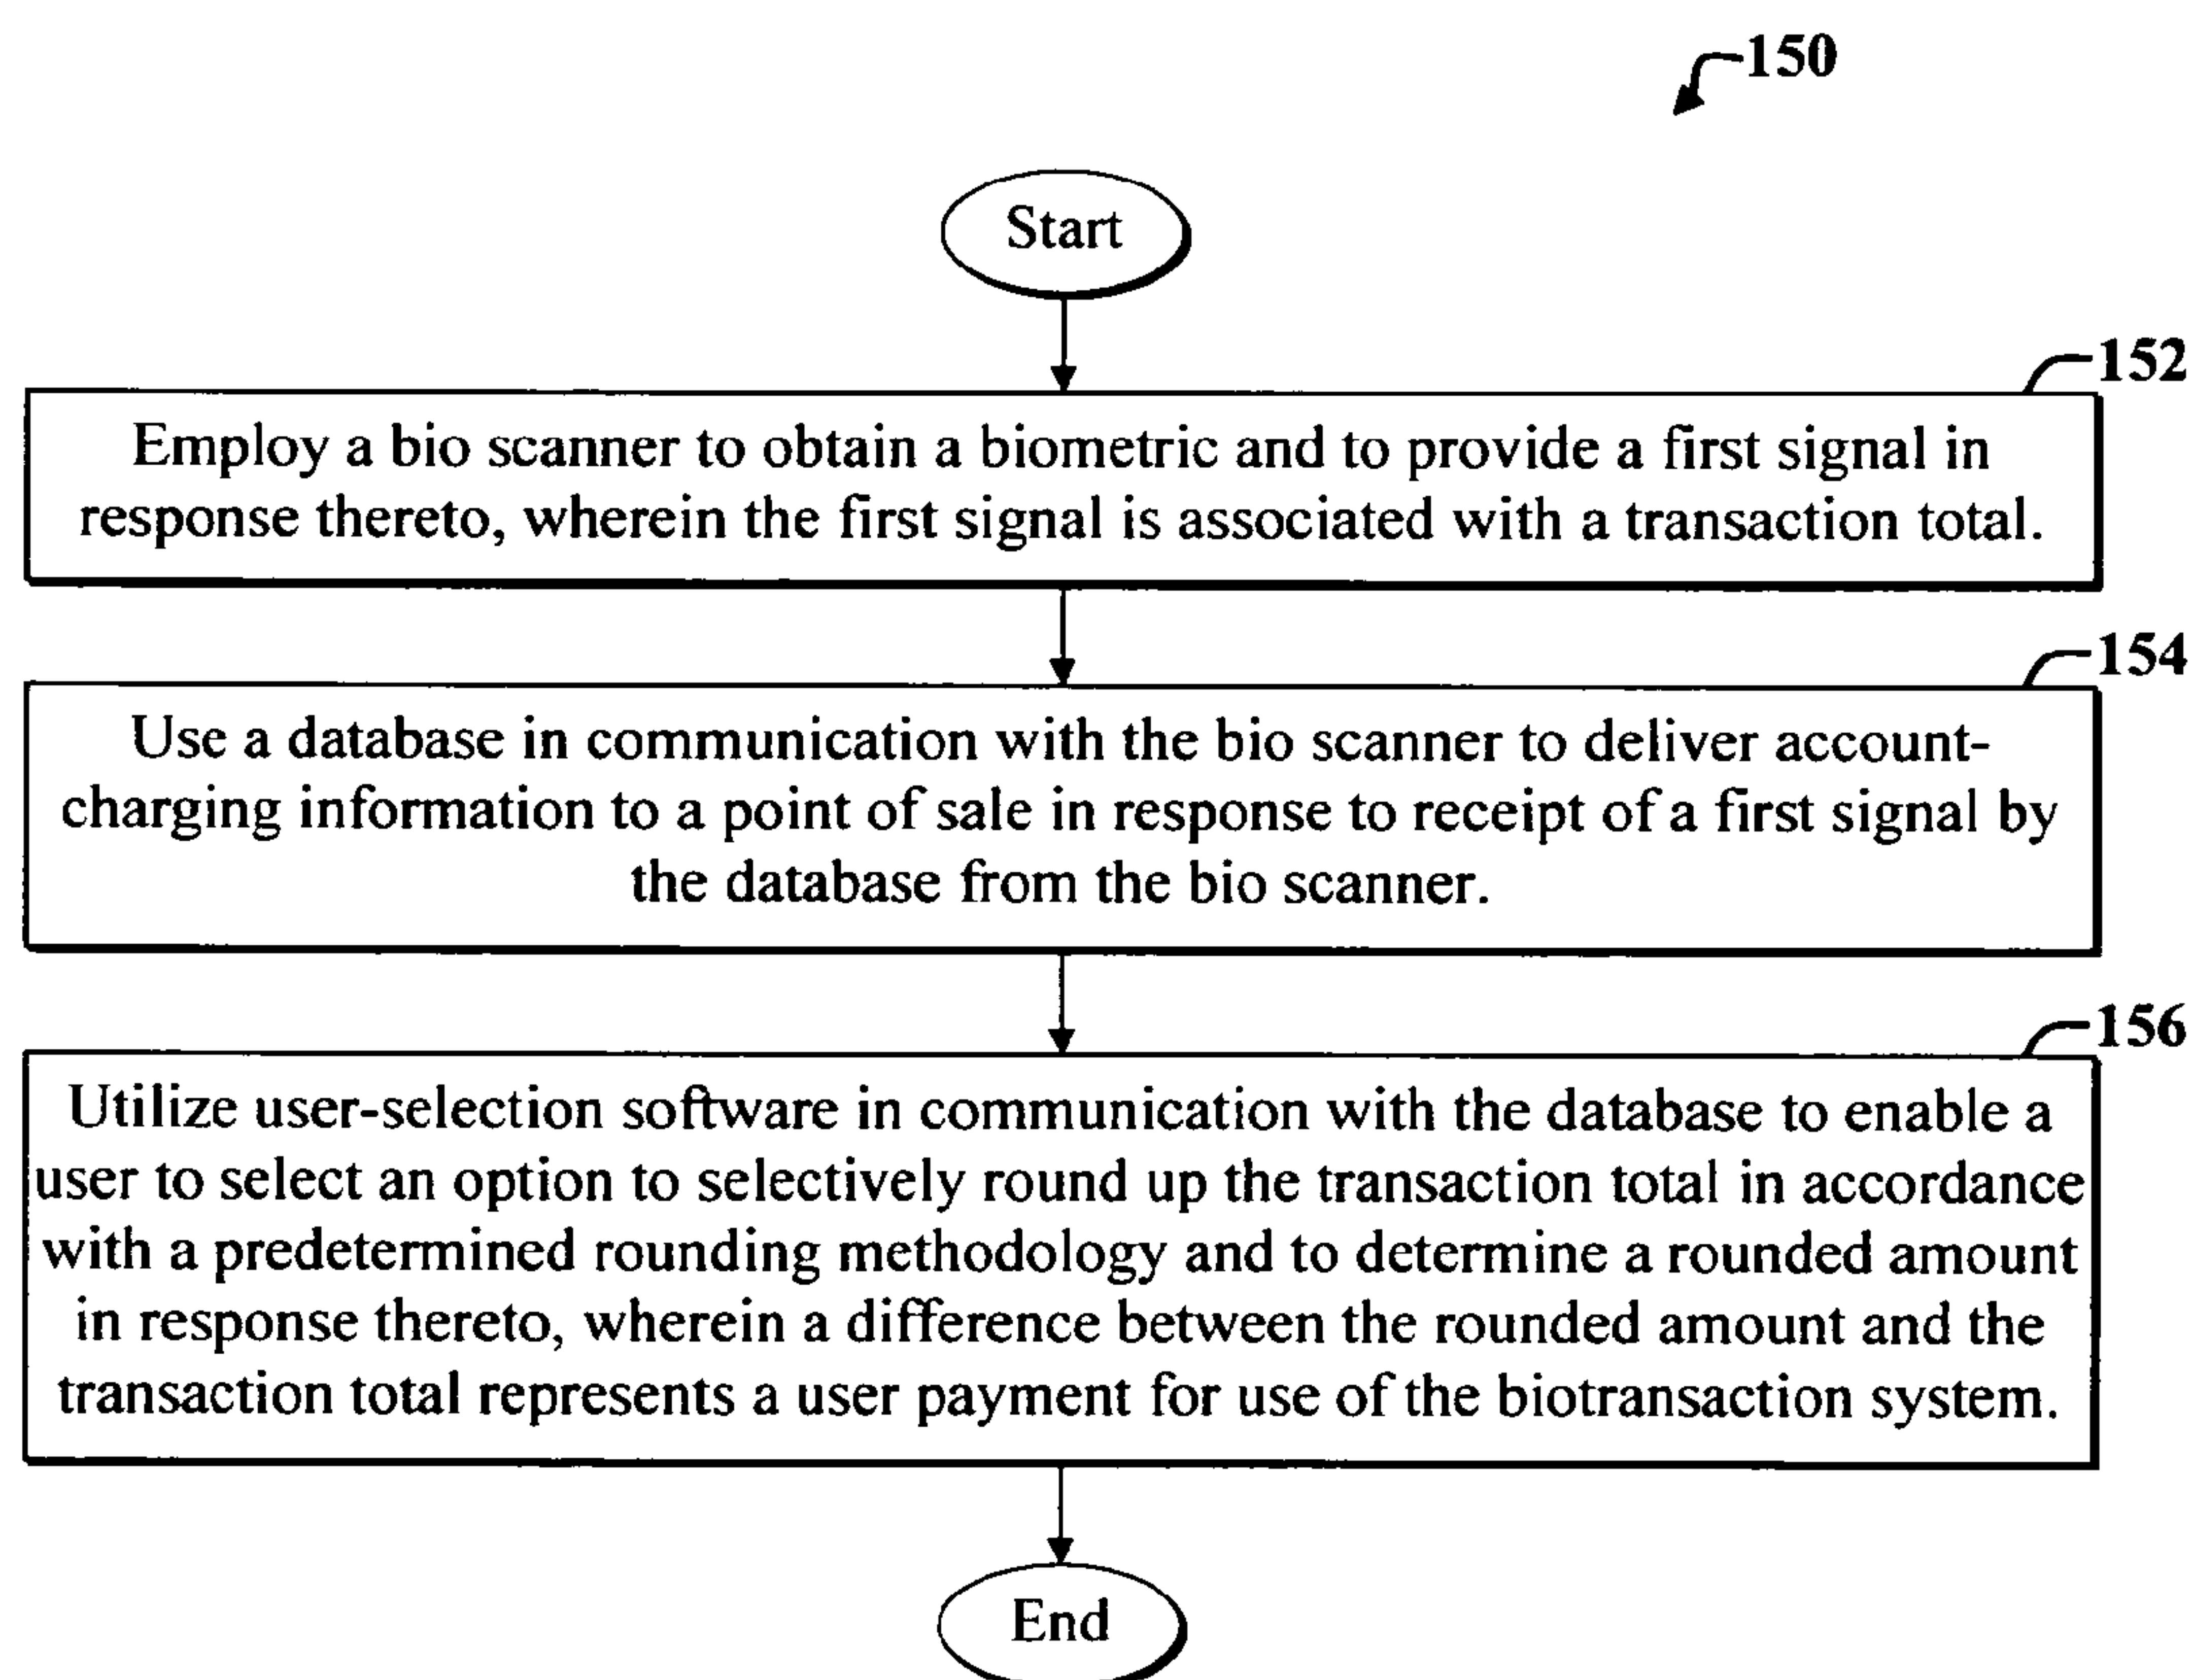 150
Start
152
Employ a bio scanner to obtain a biometric and to provide a first signal in
response thereto, wherein the first signal is associated with a transaction total.
154
Use a database in communication with the bio scanner to deliver account-
charging information to a point of sale in response to receipt of a first signal by
the database from the bio scanner.
156
Utilize user-selection software in communication with the database to enable a
user to select an option to selectively round up the transaction total in accordance
with a predetermined rounding methodology and to determine a rounded amount
in response thereto, wherein a difference between the rounded amount and the
transaction total represents a user payment for use of the biotransaction system.
End